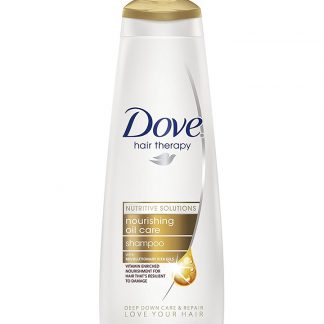 Dove
hair therapy
NUTRITIVE SOLUTIONS
nourishing
oil care
shampoo
VITAMIN ENRICHED
NOURISHMENT FOR
HAIR THAT'S RESILIENT
TO DAMAGE
DEEP DOWN CARE & REPAIR
LOVE YOUR HAIR